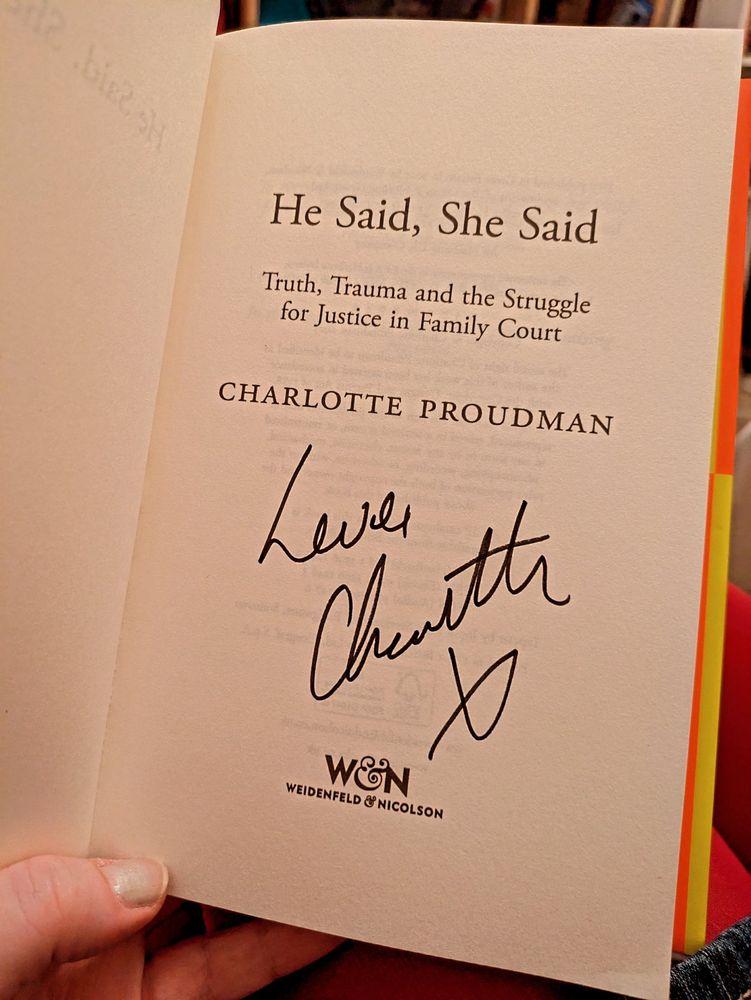 He Said, She Said
Truth, Trauma and the Struggle
for Justice in Family Court
CHARLOTTE PROUDMAN
Love
Charlotte
X
W&N
WEIDENFELD & NICOLSON